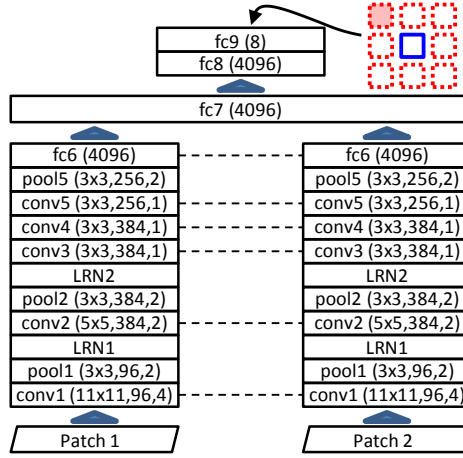 fc9 (8)
fc8 (4096)
fc7 (4096)
fc6 (4096)
pool5 (3x3,256,2)
conv5 (3x3,256,1)
conv4 (3x3,384,1)
conv3 (3x3,384,1)
LRN2
pool2 (3x3,384,2)
conv2 (5x5,384,2)
LRN1
pool1 (3x3,96,2)
conv1 (11x11,96,4)
Patch 1
fc6 (4096)
pool5 (3x3,256,2)
conv5 (3x3,256,1)
conv4 (3x3,384,1)
conv3 (3x3,384,1)
LRN2
pool2 (3x3,384,2)
conv2 (5x5,384,2)
LRN1
pool1 (3x3,96,2)
conv1 (11x11,96,4)
Patch 2